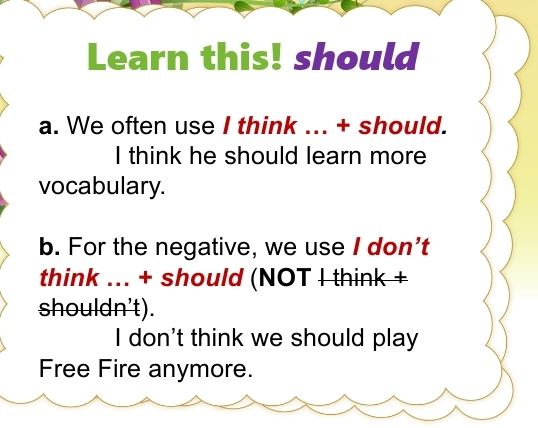 Learn this! should
a. We often use I think … + should.
I think he should learn more
vocabulary.
b. For the negative, we use I don’t
think … + should (NOT I think +
shouldn’t).
I don’t think we should play
Free Fire anymore.